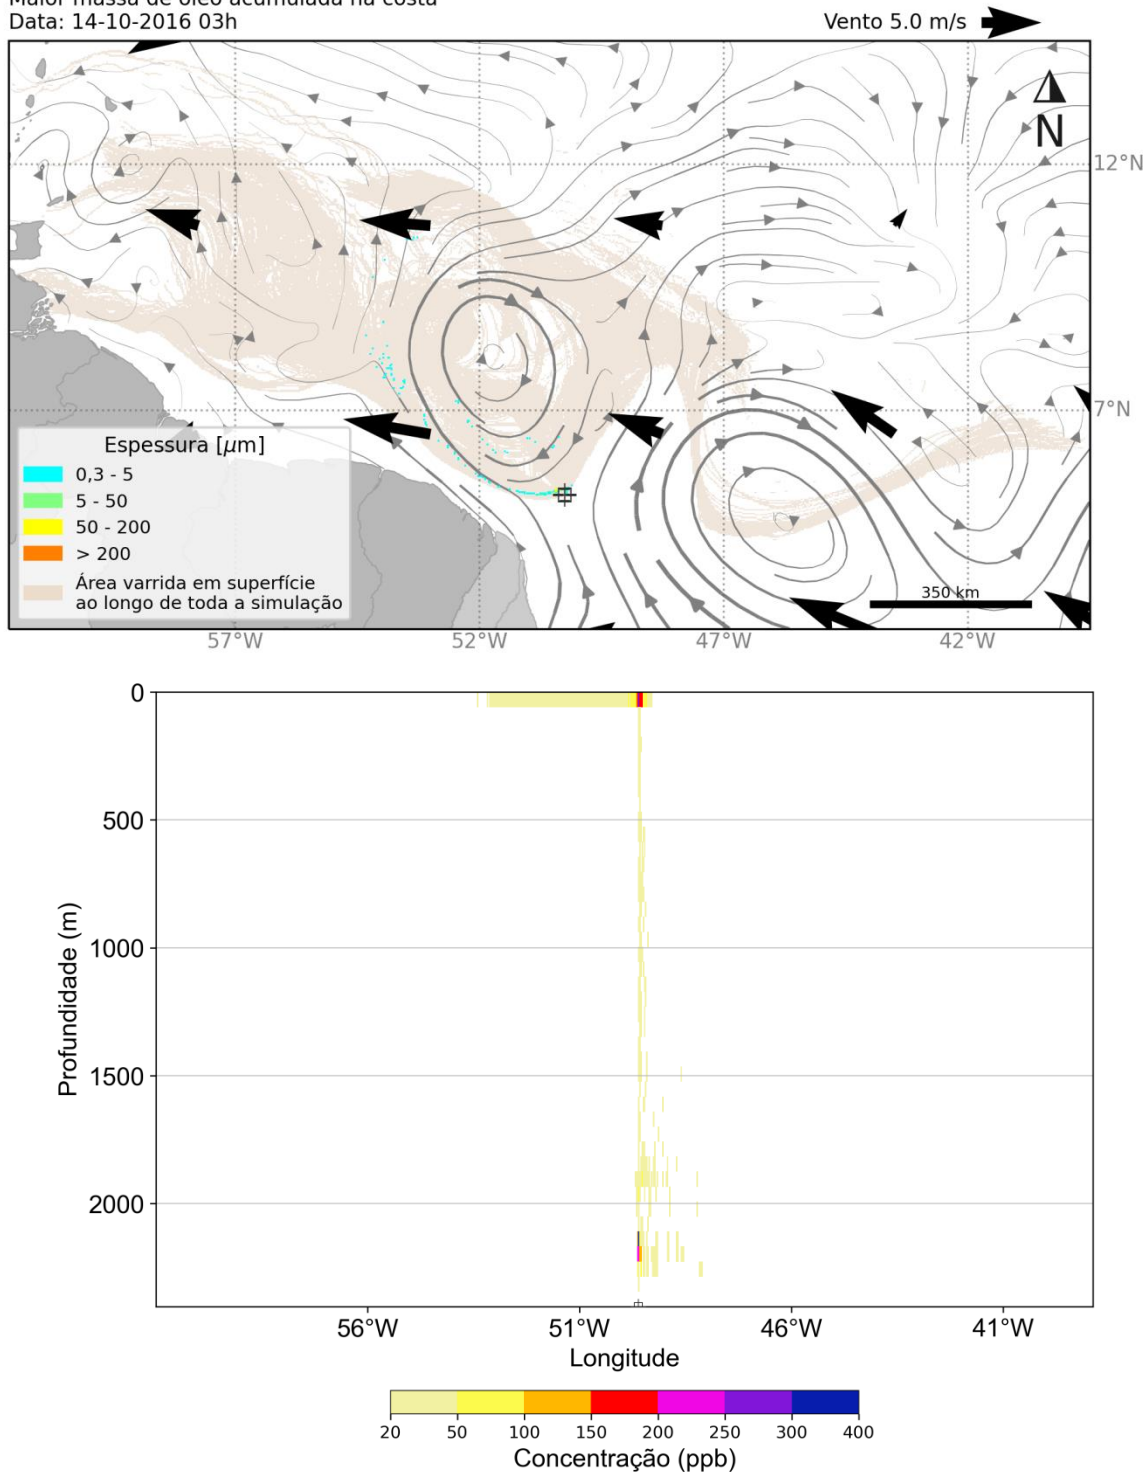 Maior massa de óleo acumulada na costa
Data: 14-10-2016 03h
Vento 5.0 m/s
N
12°N
7°N
Espessura [μm]
0,3 - 5
5 - 50
50 - 200
> 200
Área varrida em superfície
ao longo de toda a simulação
350 km
57°W
52°W
47°W
42°W
0
500
1000
1500
2000
Profundidade (m)
56°W
51°W
46°W
41°W
Longitude
20
50
100
150
200
250
300
400
Concentração (ppb)